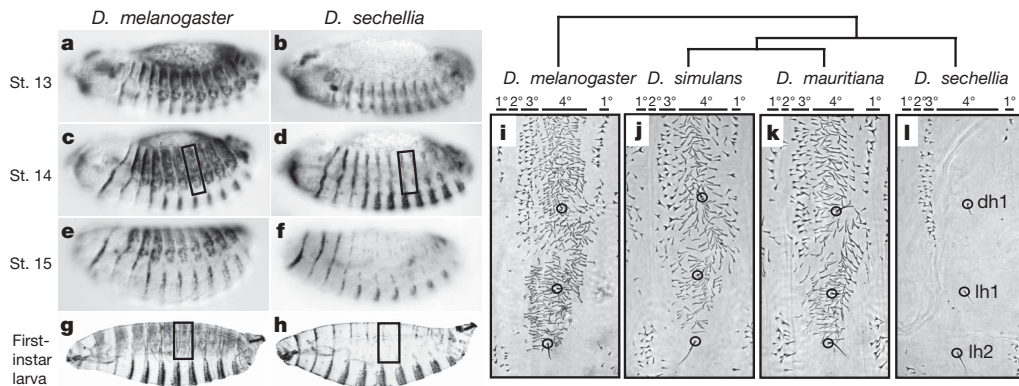 D. melanogaster
D. sechellia
a
b
St. 13
c
d
St. 14
e
f
St. 15
g
h
First-
instar
larva
D. melanogaster
D. simulans
D. mauritiana
D. sechellia
1° 2° 3° 4° 1°
1° 2° 3° 4° 1°
1° 2° 3° 4° 1°
1° 2° 3° 4° 1°
i
j
k
l
dh1
lh1
lh2